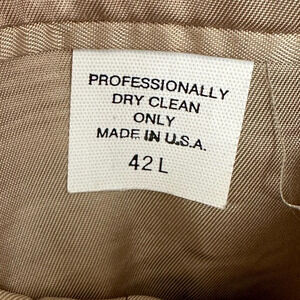 PROFESSIONALLY
DRY CLEAN
ONLY
MADE IN U.S.A.
42 L